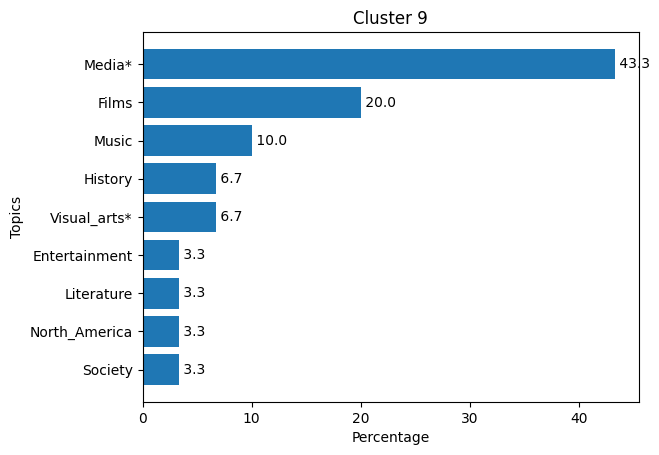 Cluster 9
Topics
Media* 43.3
Films 20.0
Music 10.0
History 6.7
Visual_arts* 6.7
Entertainment 3.3
Literature 3.3
North_America 3.3
Society 3.3
0 10 20 30 40
Percentage